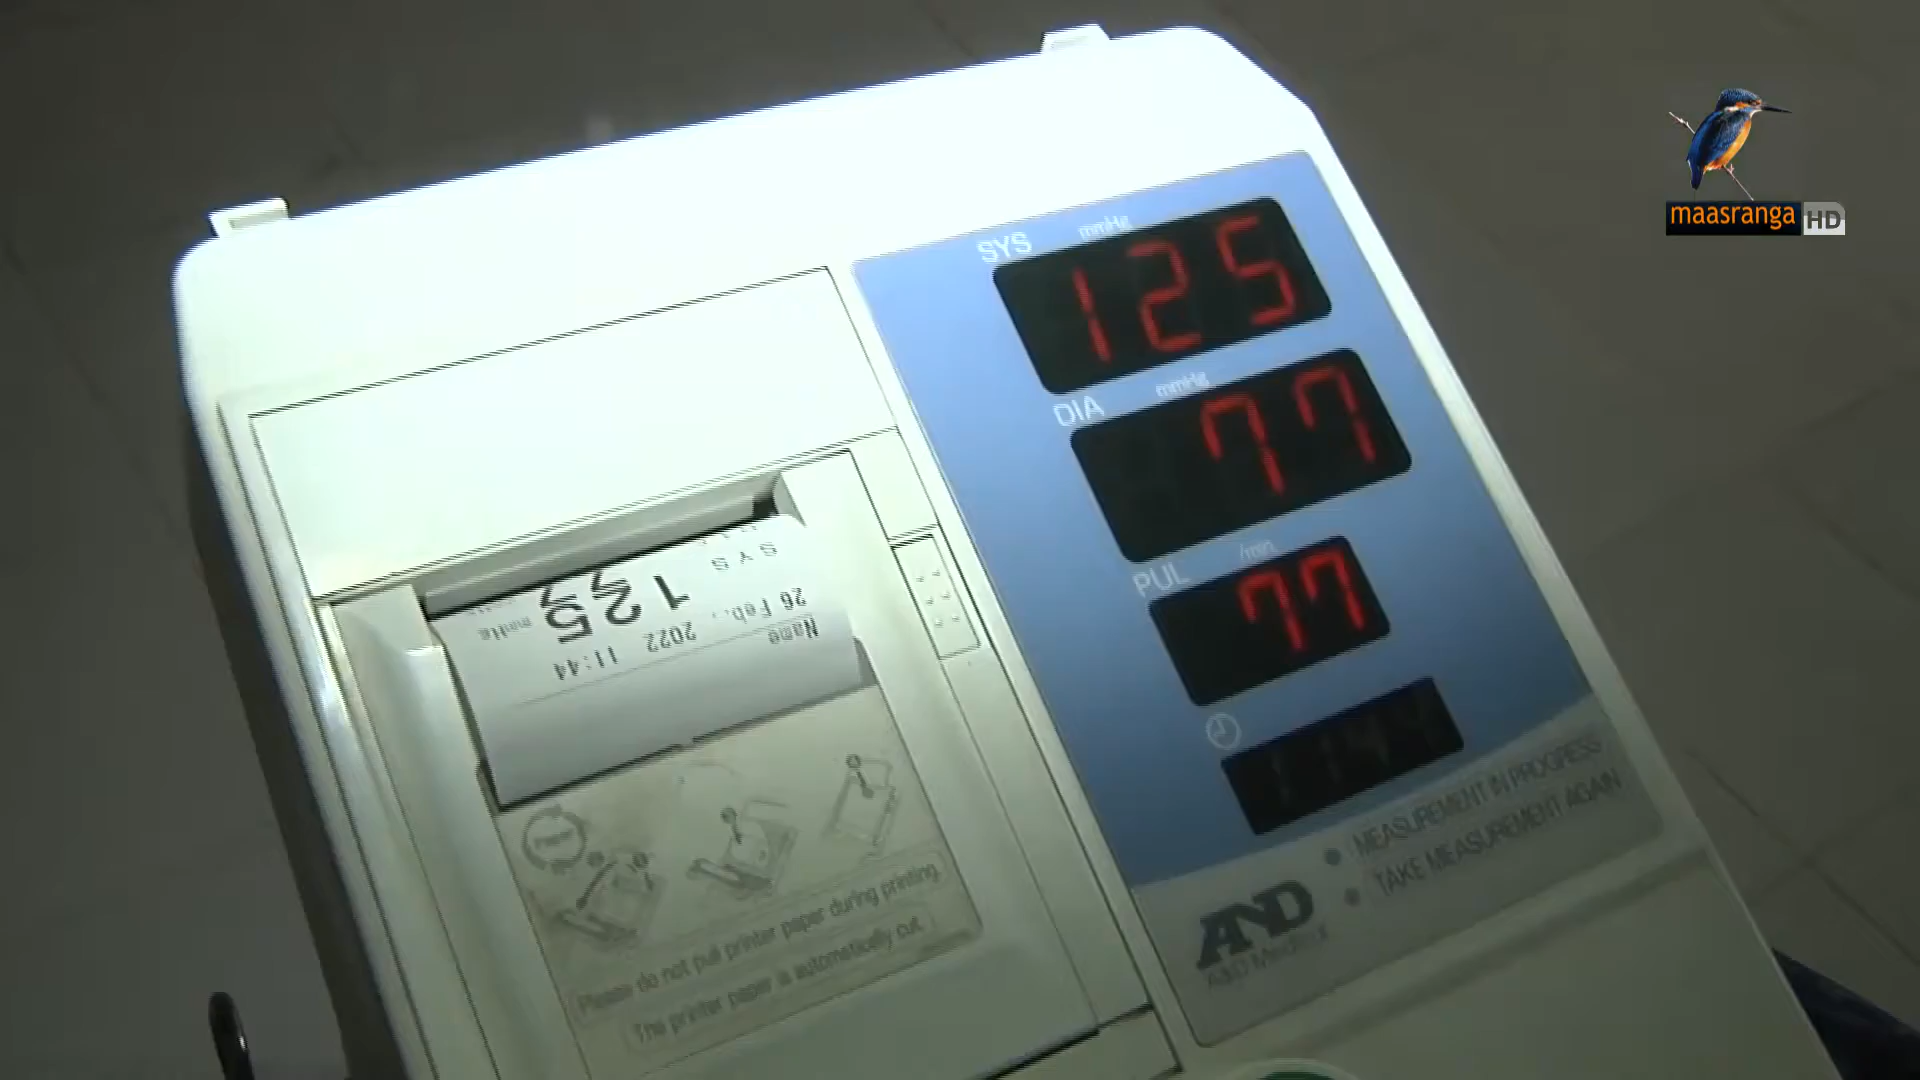 maasranga HD
SYS mmHg
125
DIA mmHg
77
PUL /min
77
MEASUREMENT IN PROGRESS
TAKE MEASUREMENT AGAIN
AND
A&D Medical
Name
26 Feb., 2022 11:44
SYS 125 mmHg
Please do not pull printer paper during printing.
The printer paper is automatically cut.